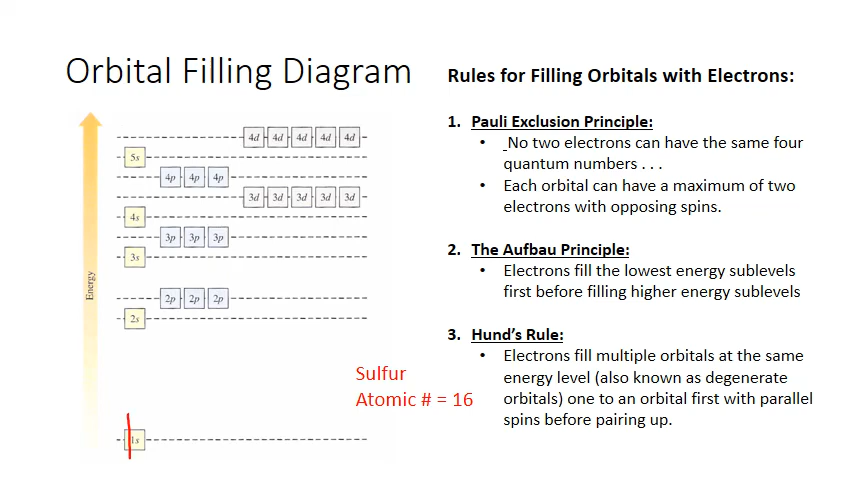 Orbital Filling Diagram
4d 4d 4d 4d 4d
5s
4p 4p 4p
3d 3d 3d 3d 3d
4s
3p 3p 3p
3s
2p 2p 2p
2s
1s
Energy
Sulfur
Atomic # = 16
Rules for Filling Orbitals with Electrons:
1. Pauli Exclusion Principle:
• No two electrons can have the same four
quantum numbers . . .
• Each orbital can have a maximum of two
electrons with opposing spins.
2. The Aufbau Principle:
• Electrons fill the lowest energy sublevels
first before filling higher energy sublevels
3. Hund's Rule:
• Electrons fill multiple orbitals at the same
energy level (also known as degenerate
orbitals) one to an orbital first with parallel
spins before pairing up.